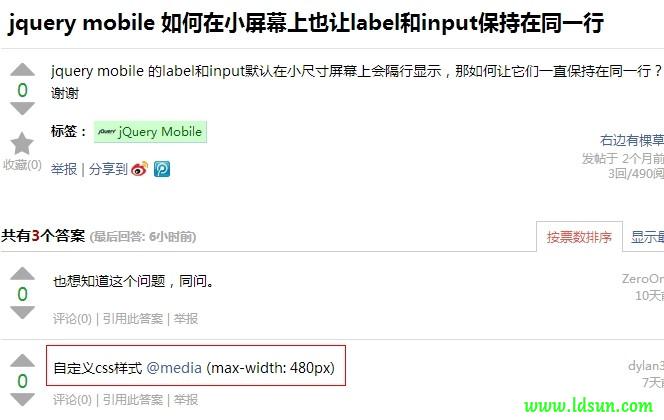 jquery mobile 如何在小屏幕上也让label和input保持在同一行
jquery mobile 的label和input默认在小尺寸屏幕上会隔行显示，那如何让它们一直保持在同一行？
0
谢谢
标签： jQuery jQuery Mobile
收藏(0)
举报 | 分享到
右边有棵草
发帖于 2个月前
3回/490阅
共有3个答案 (最后回答: 6小时前)
按票数排序
显示最
也想知道这个问题，同问。
0
ZeroOn
10天前
评论(0) | 引用此答案 | 举报
自定义css样式 @media (max-width: 480px)
0
dylan3
7天前
评论(0) | 引用此答案 | 举报
www.ldsun.com